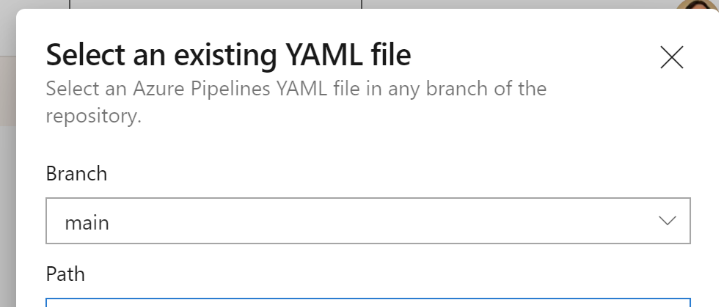 Select an existing YAML file
Select an Azure Pipelines YAML file in any branch of the
repository.
Branch
main
Path